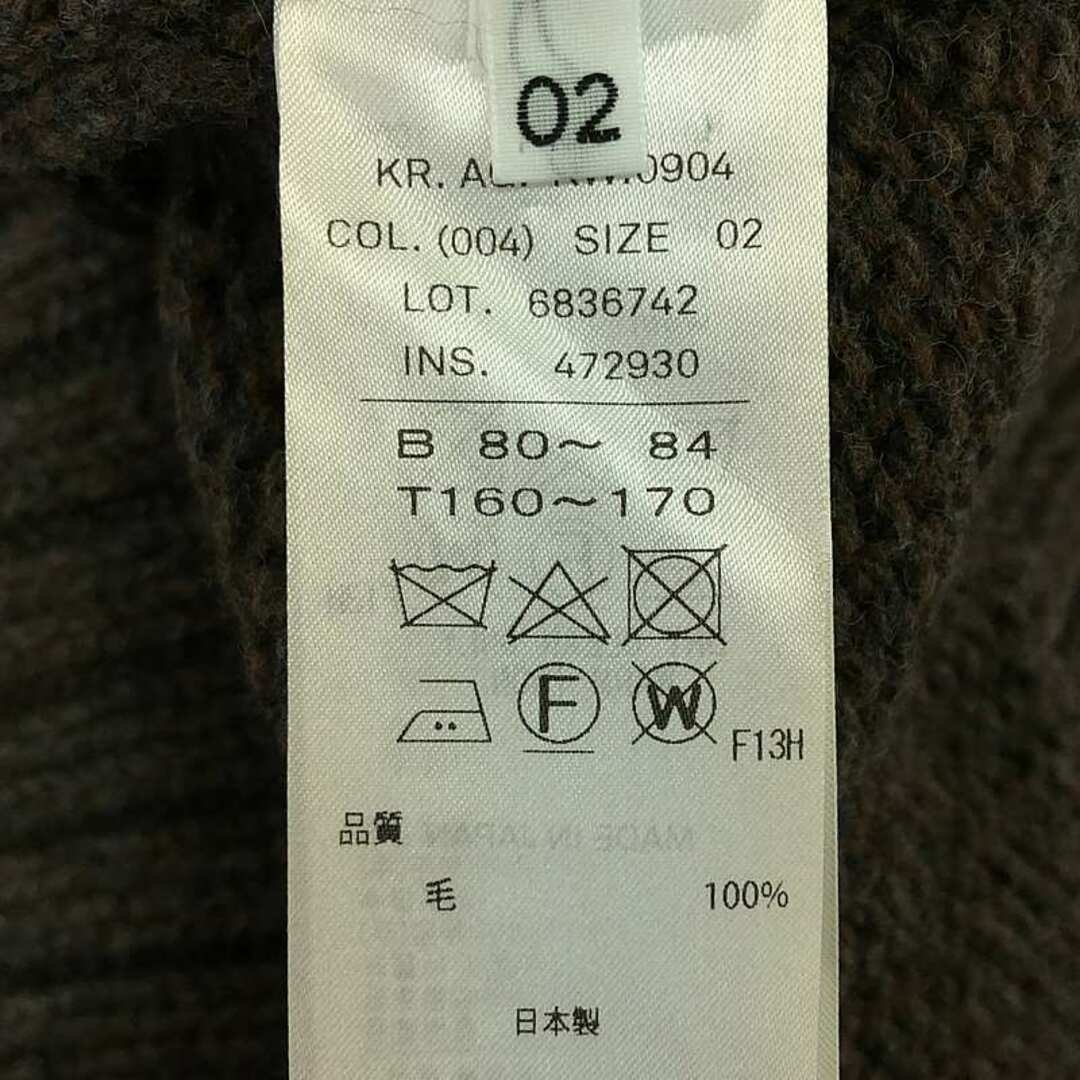 02
KR. 0904
COL. (004) SIZE 02
LOT. 6836742
INS. 472930
B 80～ 84
T160～170
F W F13H
品質
毛 100%
日本製